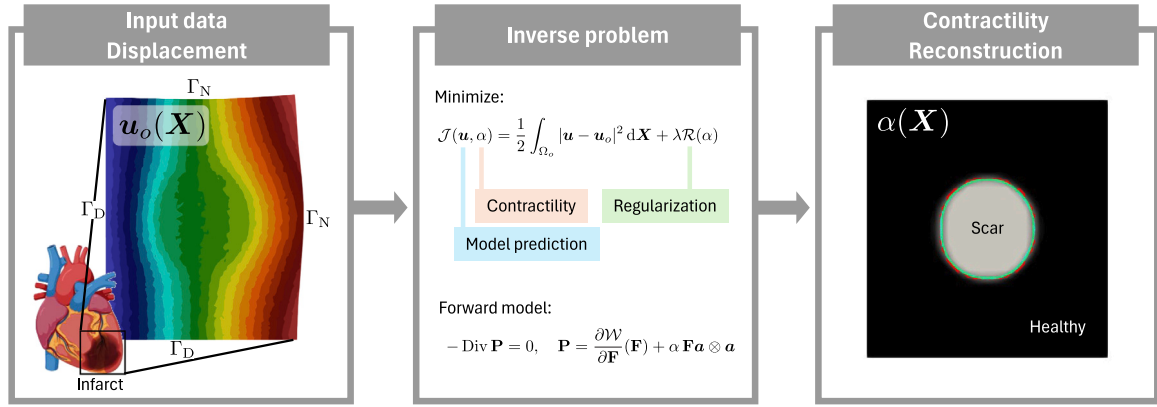 Input data
Displacement
Γ_N
u_o(X)
Γ_D
Γ_N
Γ_D
Infarct
Inverse problem
Minimize:
𝒥(u, α) = 1/2 ∫_{Ω_o} |u − u_o|² dX + λℛ(α)
Contractility
Regularization
Model prediction
Forward model:
− Div P = 0, P = ∂𝒲/∂F (F) + α Fa ⊗ a
Contractility
Reconstruction
α(X)
Scar
Healthy